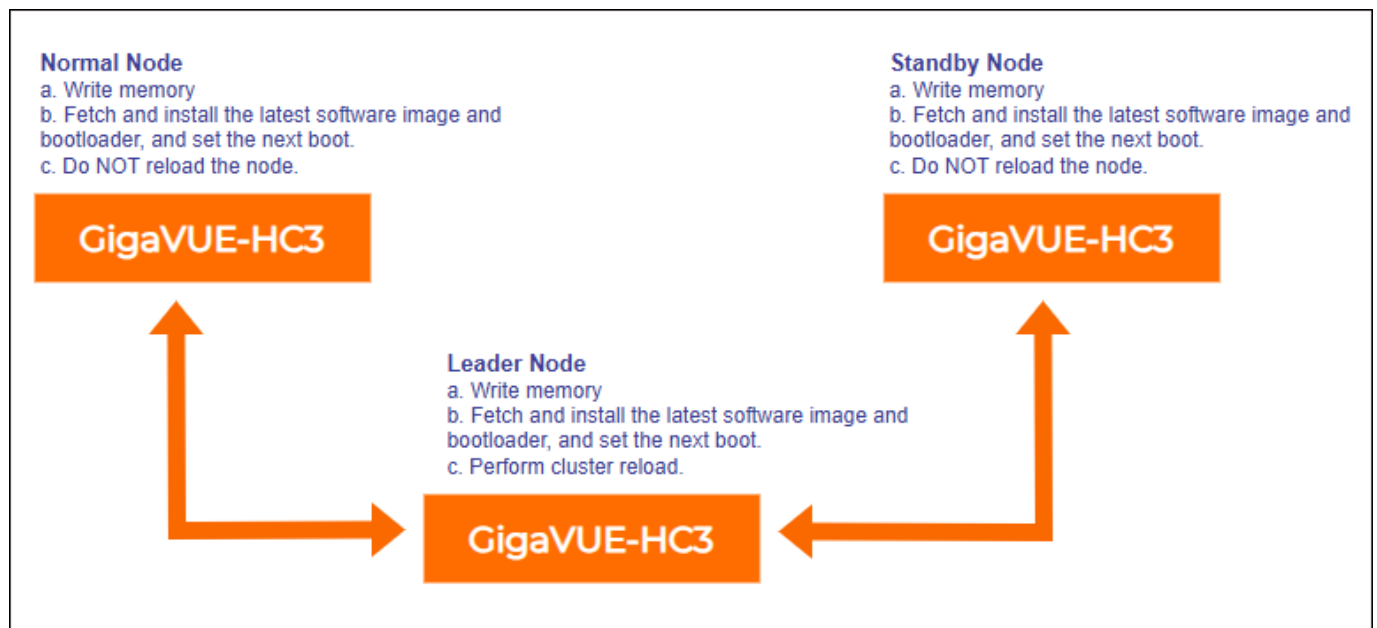 Normal Node
a. Write memory
b. Fetch and install the latest software image and
bootloader, and set the next boot.
c. Do NOT reload the node.
GigaVUE-HC3
Standby Node
a. Write memory
b. Fetch and install the latest software image and
bootloader, and set the next boot.
c. Do NOT reload the node.
GigaVUE-HC3
Leader Node
a. Write memory
b. Fetch and install the latest software image and
bootloader, and set the next boot.
c. Perform cluster reload.
GigaVUE-HC3